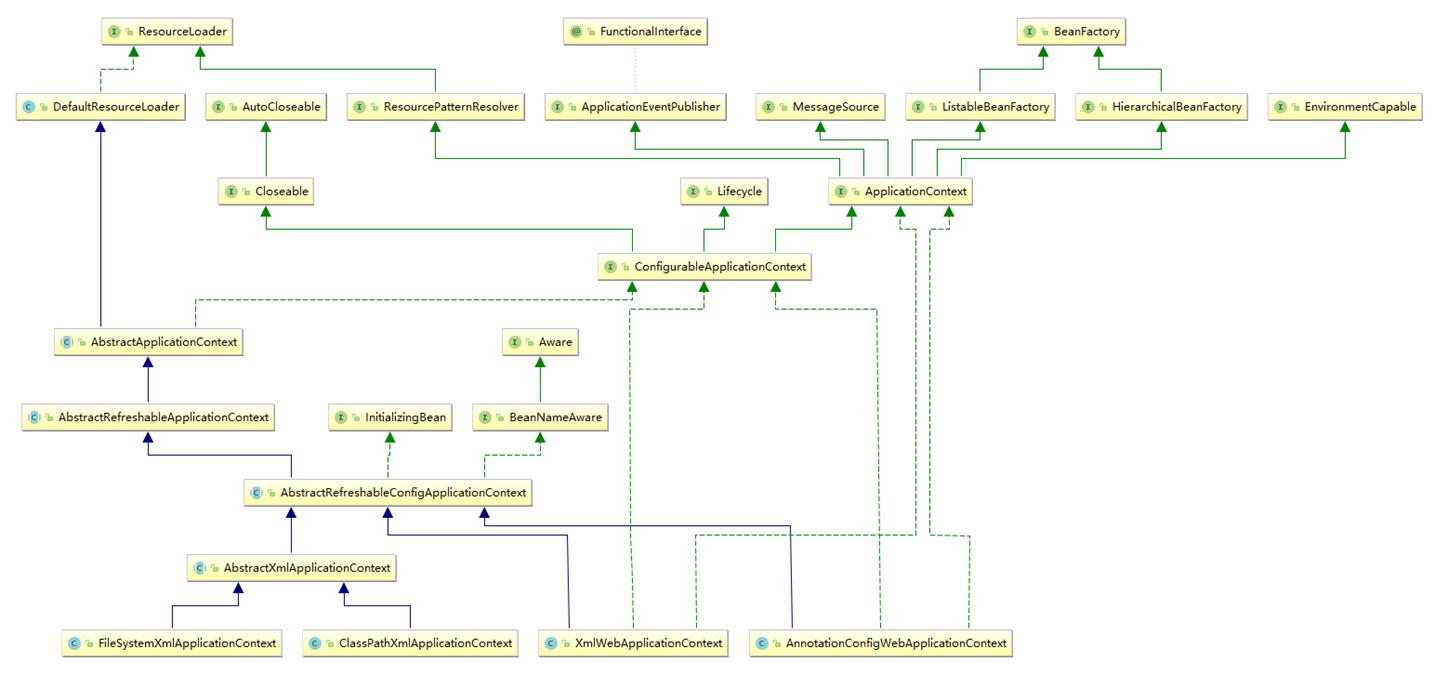 ResourceLoader
FunctionalInterface
BeanFactory
DefaultResourceLoader
AutoCloseable
ResourcePatternResolver
ApplicationEventPublisher
MessageSource
ListableBeanFactory
HierarchicalBeanFactory
EnvironmentCapable
Closeable
Lifecycle
ApplicationContext
ConfigurableApplicationContext
AbstractApplicationContext
Aware
AbstractRefreshableApplicationContext
InitializingBean
BeanNameAware
AbstractRefreshableConfigApplicationContext
AbstractXmlApplicationContext
FileSystemXmlApplicationContext
ClassPathXmlApplicationContext
XmlWebApplicationContext
AnnotationConfigWebApplicationContext